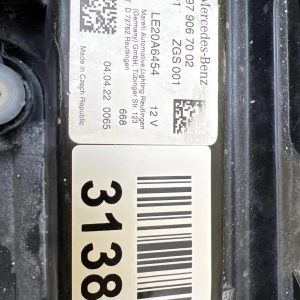 Mercedes-Benz
97 906 70 02
ZGS 001
LE20A6454 12 V
Marelli Automotive Lighting Reutlingen
(Germany) GmbH, Tübinger Str. 123
D 72762 Reutlingen 668
04.04.22 0065
Made in Czech Republic
3138